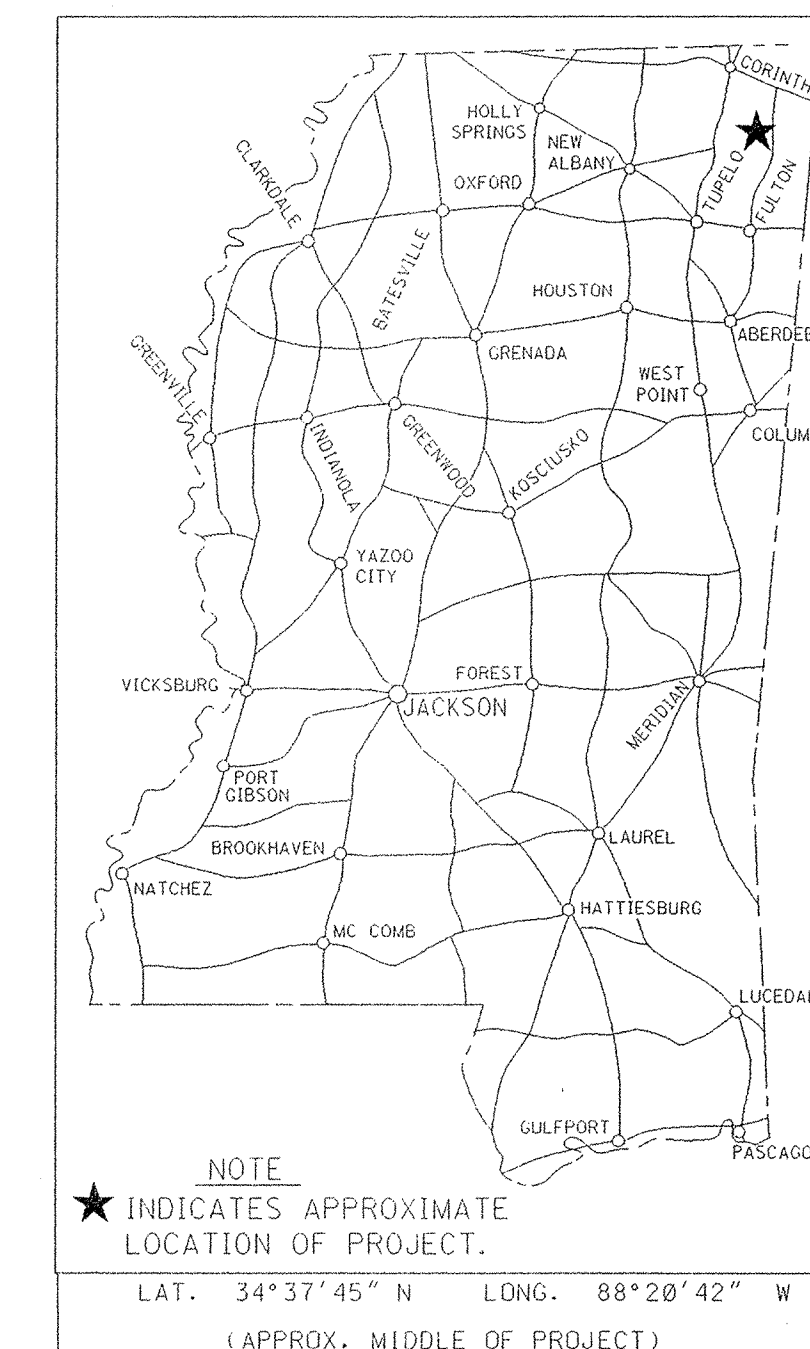 CORINTH
HOLLY
SPRINGS
NEW
ALBANY
TUPELO
FULTON
CLARKDALE
OXFORD
BATESVILLE
HOUSTON
GRENADA
ABERDEE
GREENVILLE
WEST
POINT
INDIANOLA
GREENWOOD
KOSCIUSKO
COLUM
YAZOO
CITY
VICKSBURG
FOREST
JACKSON
MERIDIAN
PORT
GIBSON
BROOKHAVEN
LAUREL
NATCHEZ
HATTIESBURG
MC COMB
LUCEDAL
GULFPORT
PASCAGO
NOTE
INDICATES APPROXIMATE
LOCATION OF PROJECT.
LAT. 34°37'45" N LONG. 88°20'42" W
(APPROX. MIDDLE OF PROJECT)